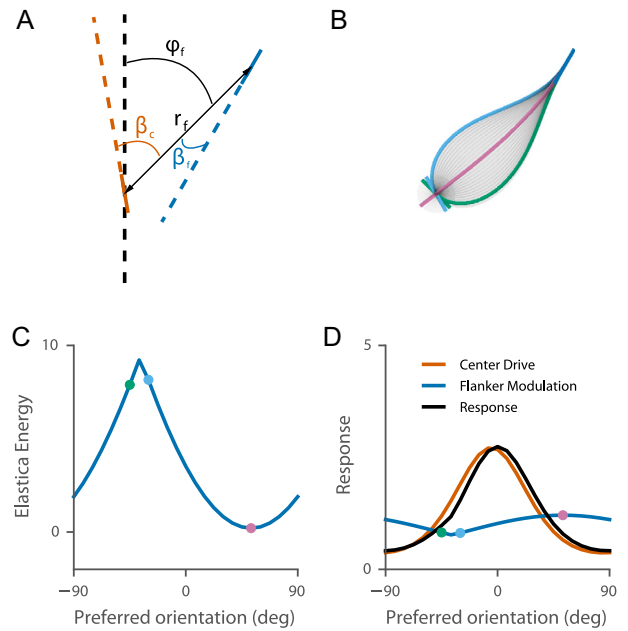 A
B
φf
rf
βc
βf
C
D
10
0
Elastica Energy
−90
0
90
Preferred orientation (deg)
5
0
Response
Center Drive
Flanker Modulation
Response
−90
0
90
Preferred orientation (deg)